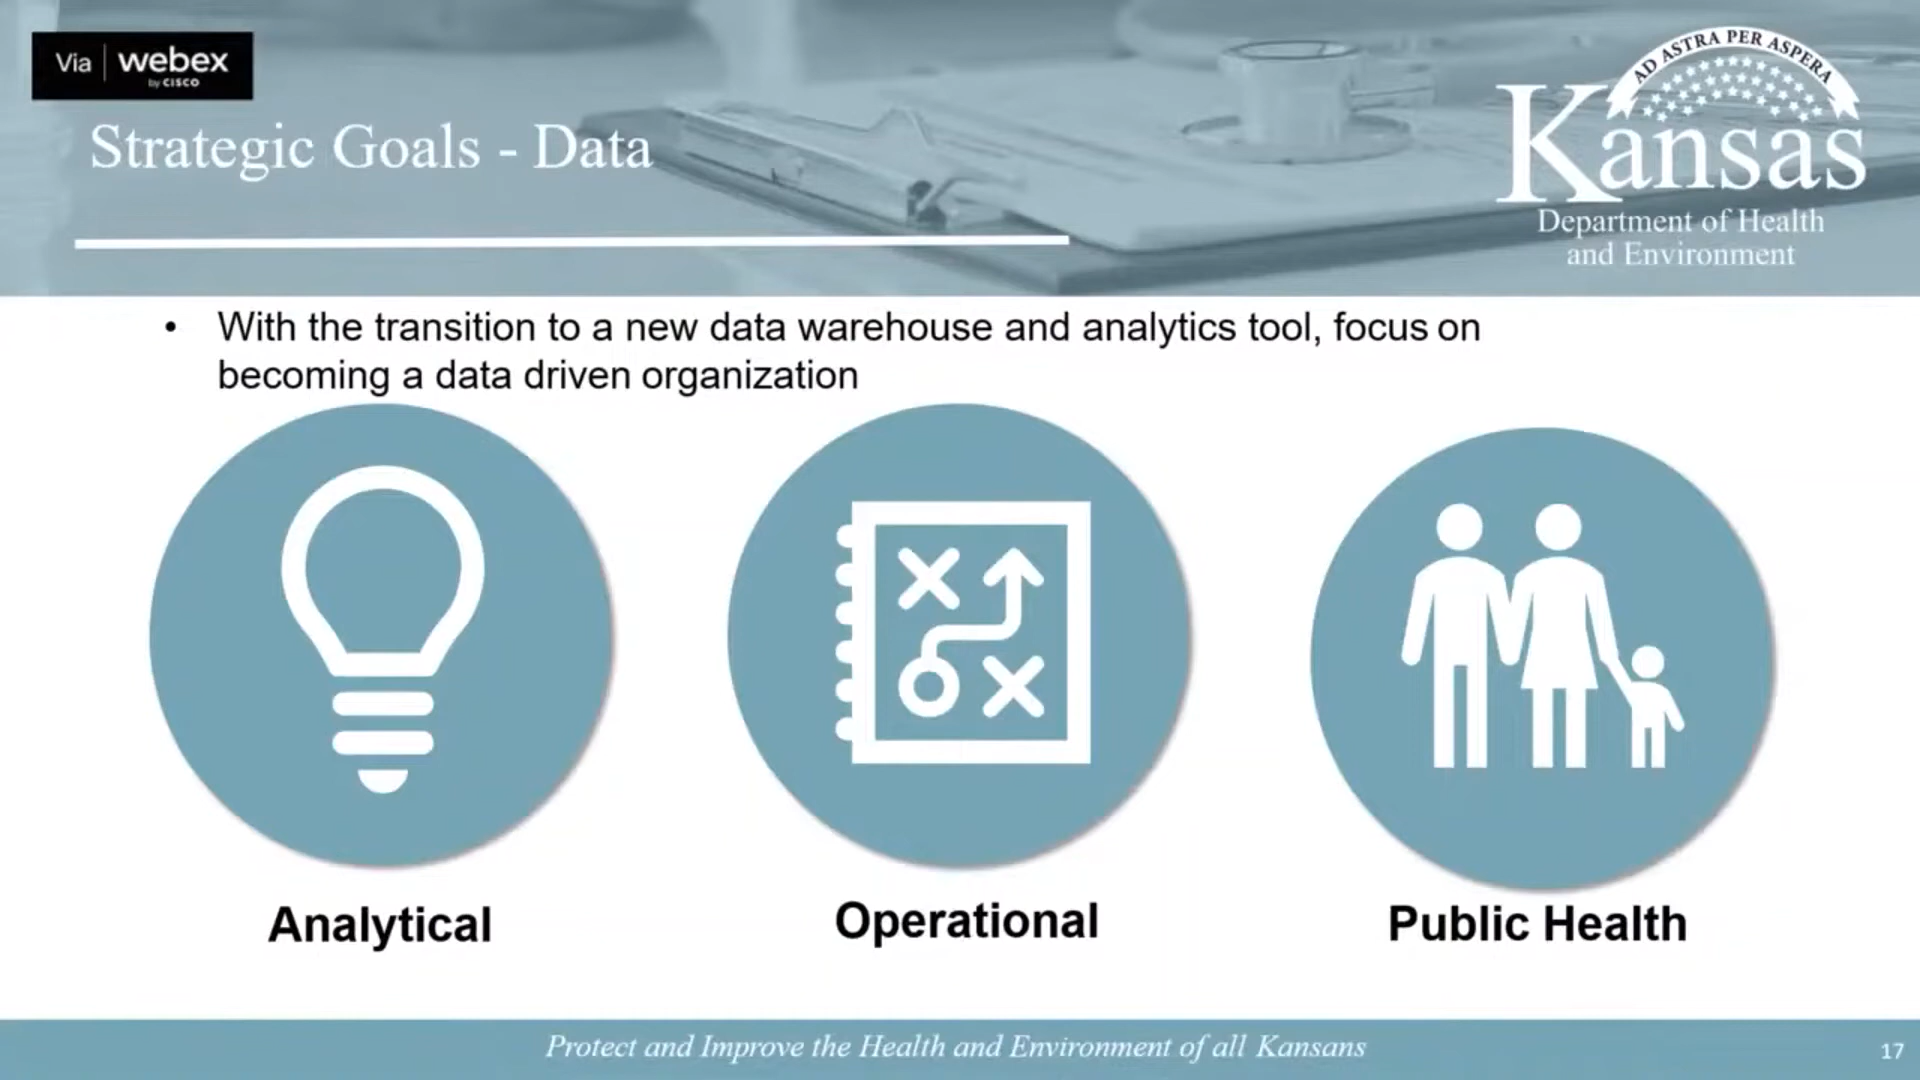 Via | webex
by CISCO
Strategic Goals - Data
AD ASTRA PER ASPERA
Kansas
Department of Health
and Environment
• With the transition to a new data warehouse and analytics tool, focus on
becoming a data driven organization
Analytical
Operational
Public Health
Protect and Improve the Health and Environment of all Kansans
17